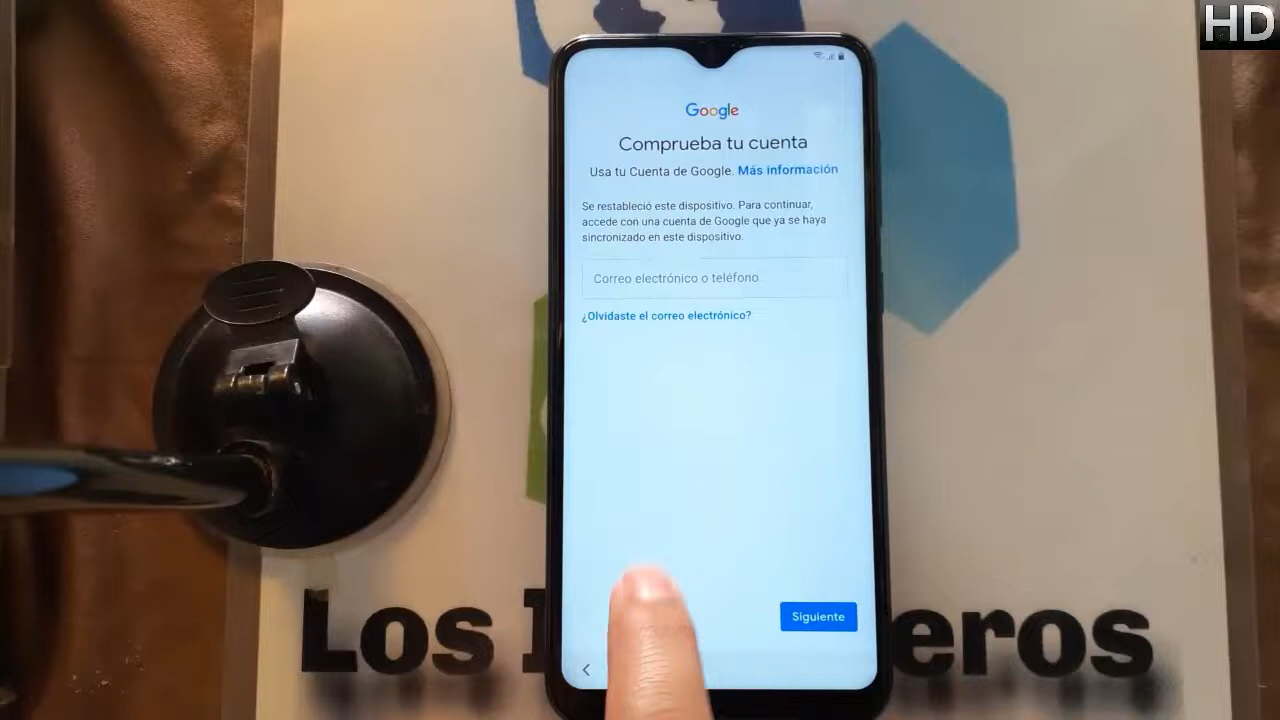 HD
Google
Comprueba tu cuenta
Usa tu Cuenta de Google. Más información
Se restableció este dispositivo. Para continuar,
accede con una cuenta de Google que ya se haya
sincronizado en este dispositivo.
Correo electrónico o teléfono
¿Olvidaste el correo electrónico?
Siguiente
Los